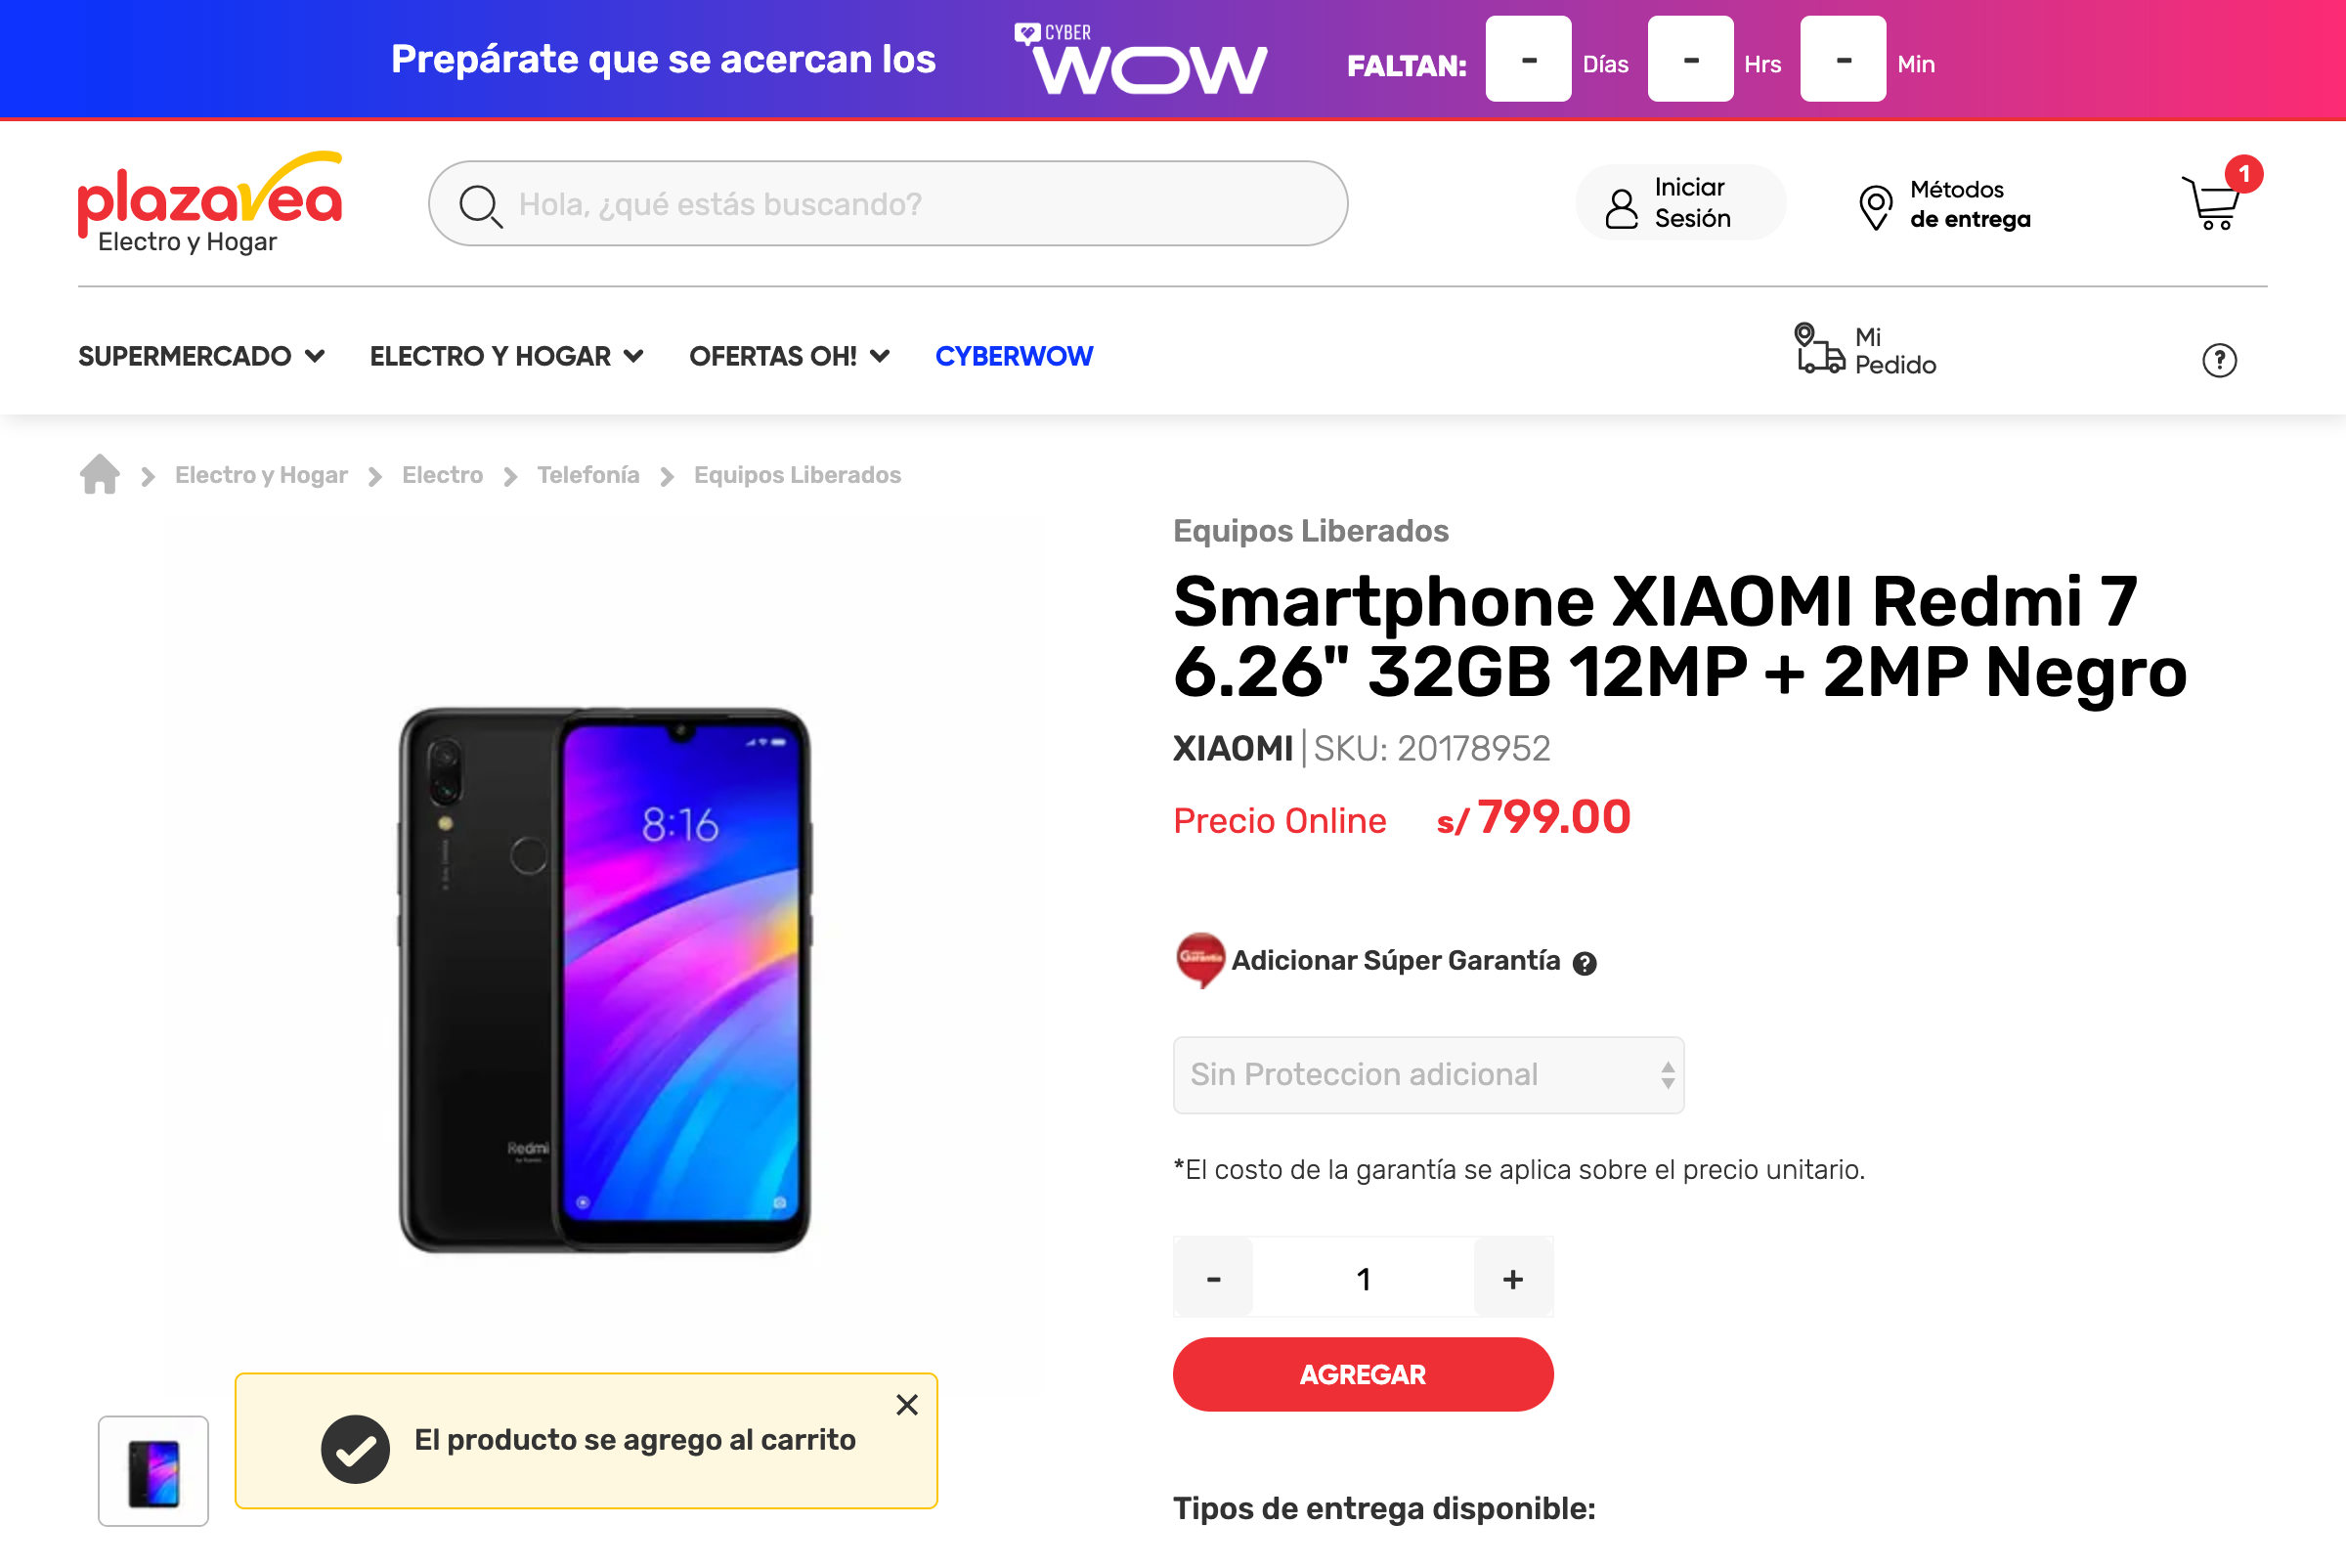 Prepárate que se acercan los
CYBER
WOW
FALTAN: - Días - Hrs - Min
plazavea
Electro y Hogar
Hola, ¿qué estás buscando?
Iniciar
Sesión
Métodos
de entrega
1
SUPERMERCADO
ELECTRO Y HOGAR
OFERTAS OH!
CYBERWOW
Mi
Pedido
?
Electro y Hogar
Electro
Telefonía
Equipos Liberados
Equipos Liberados
Smartphone XIAOMI Redmi 7
6.26" 32GB 12MP + 2MP Negro
XIAOMI | SKU: 20178952
Precio Online s/ 799.00
8:16
Redmi
Garantía
Adicionar Súper Garantía ?
Sin Proteccion adicional
*El costo de la garantía se aplica sobre el precio unitario.
- 1 +
AGREGAR
El producto se agrego al carrito
Tipos de entrega disponible: